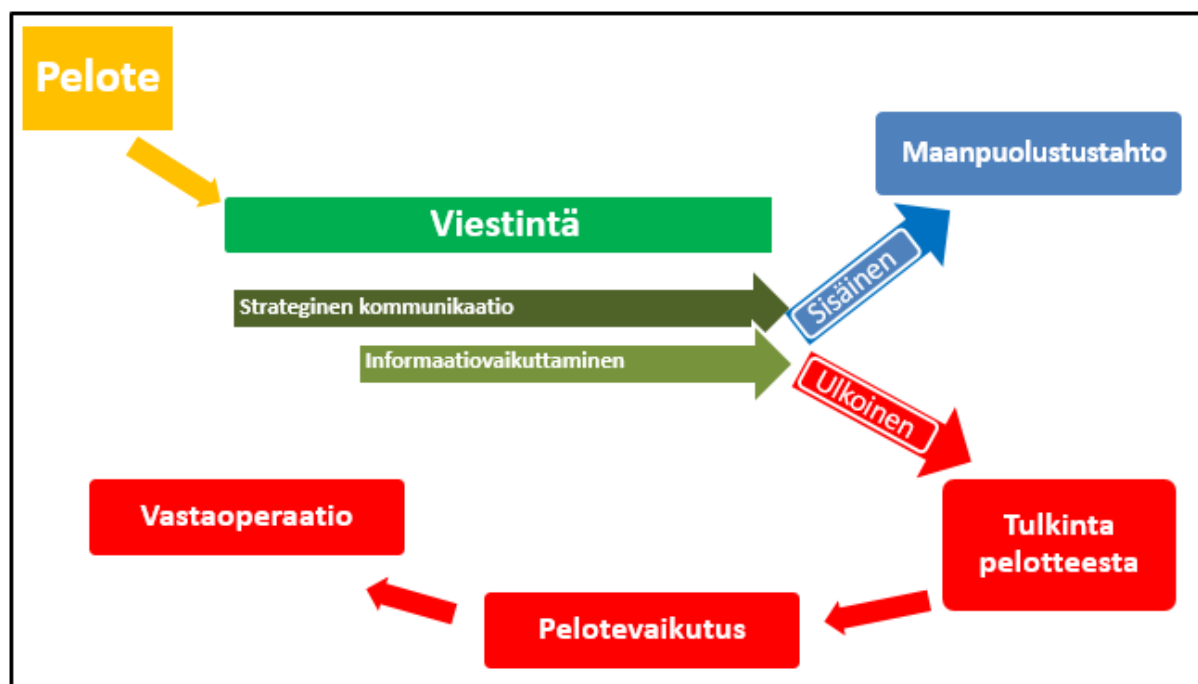 Pelote
Maanpuolustustahto
Viestintä
Sisäinen
Strateginen kommunikaatio
Informaatiovaikuttaminen
Ulkoinen
Vastaoperaatio
Tulkinta
pelotteesta
Pelotevaikutus